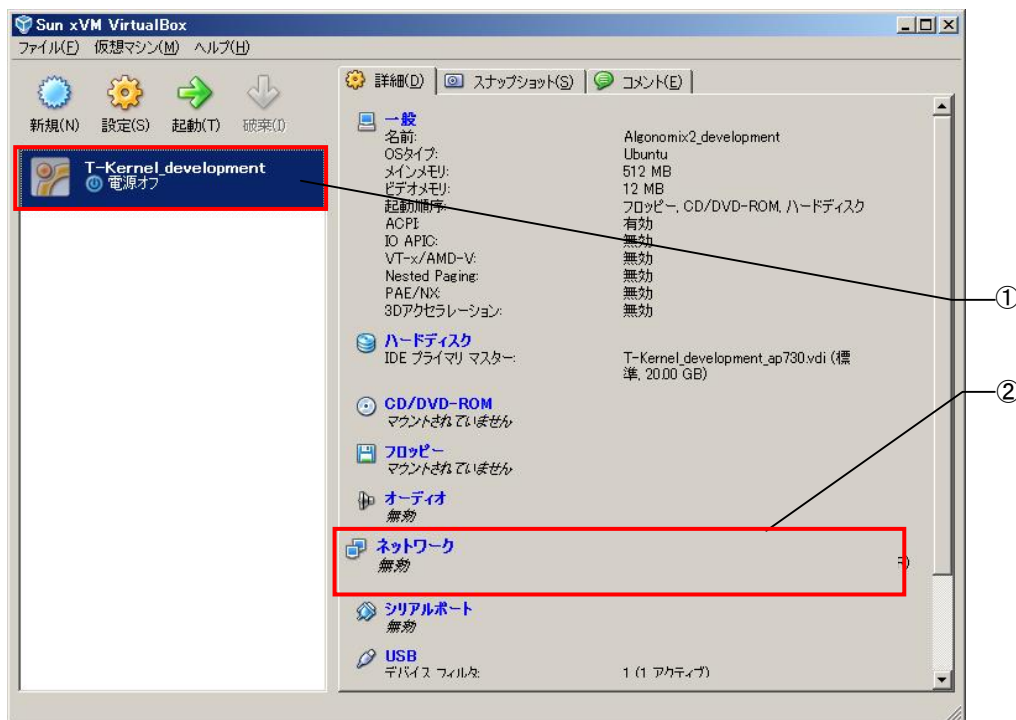 Sun xVM VirtualBox
ファイル(F) 仮想マシン(M) ヘルプ(H)
新規(N) 設定(S) 起動(T) 破棄(I)
T-Kernel_development
電源オフ
詳細(D) スナップショット(S) コメント(E)
一般
名前: Algonomix2_development
OSタイプ: Ubuntu
メインメモリ: 512 MB
ビデオメモリ: 12 MB
起動順序: フロッピー, CD/DVD-ROM, ハードディスク
ACPI: 有効
IO APIC: 無効
VT-x/AMD-V: 無効
Nested Paging: 無効
PAE/NX: 無効
3Dアクセラレーション: 無効
①
ハードディスク
IDE プライマリ マスター: T-Kernel_development_ap730.vdi (標
準, 20.00 GB)
②
CD/DVD-ROM
マウントされていません
フロッピー
マウントされていません
オーディオ
無効
ネットワーク
無効
シリアルポート
無効
USB
デバイス フィルタ: 1 (1 アクティブ)